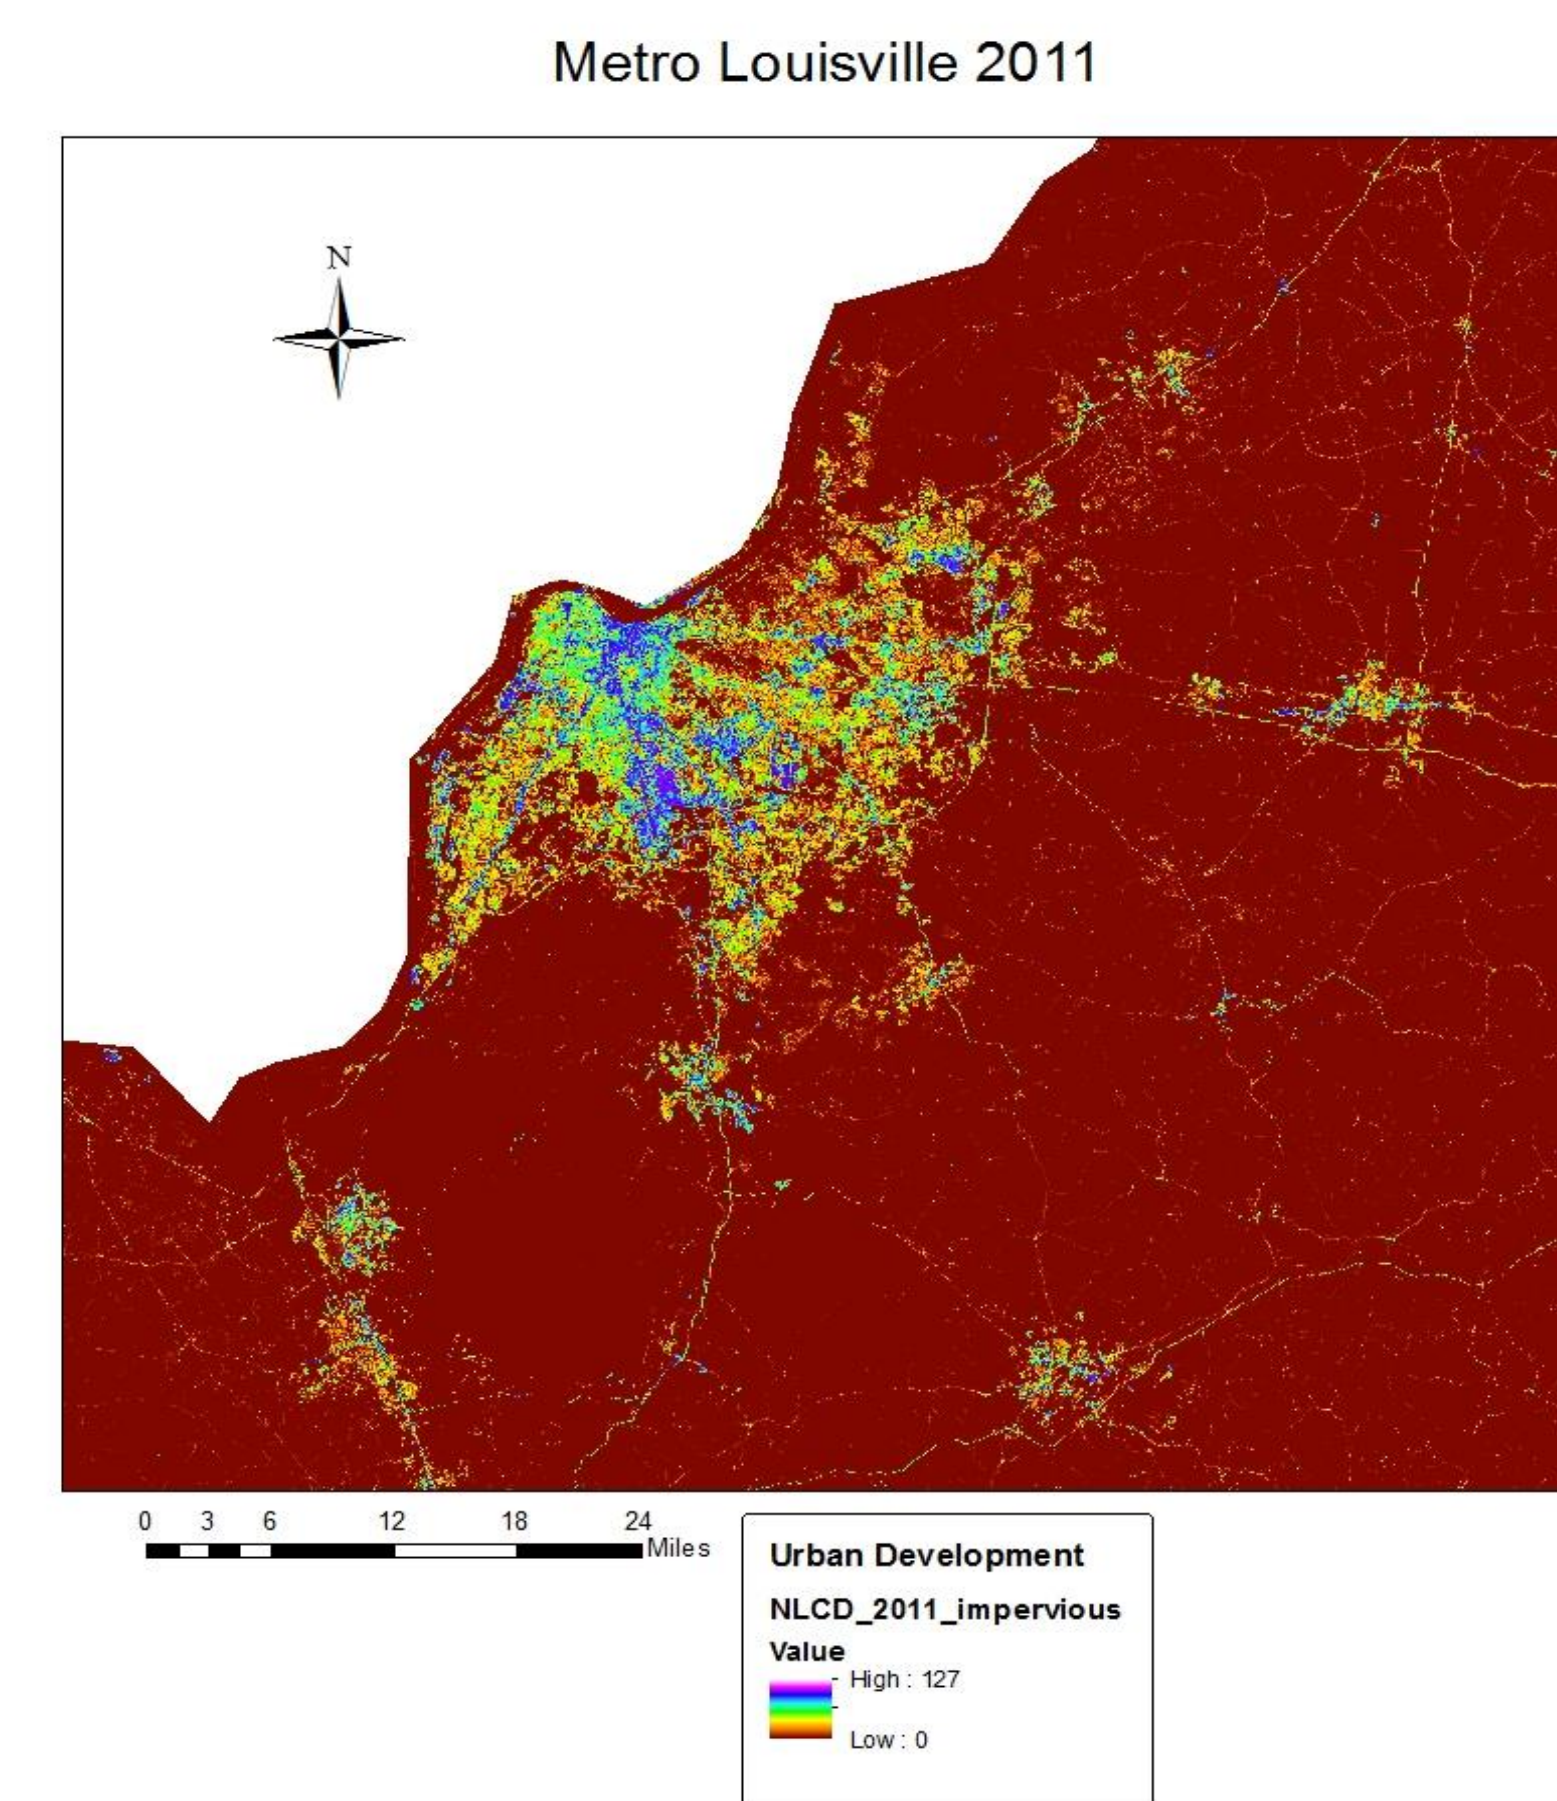 Metro Louisville 2011
N
0 3 6 12 18 24
Miles
Urban Development
NLCD_2011_impervious
Value
High : 127
Low : 0